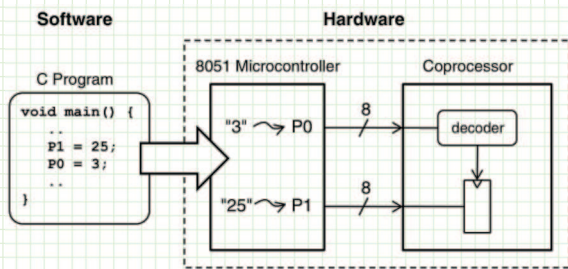 Software
Hardware
C Program
void main() {
..
P1 = 25;
P0 = 3;
..
}
8051 Microcontroller
"3" P0
"25" P1
8
8
Coprocessor
decoder